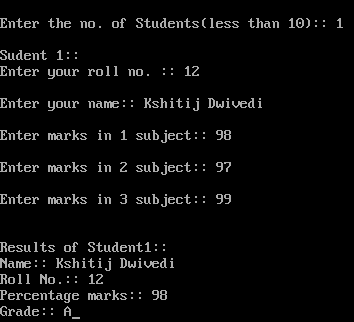 Enter the no. of Students(less than 10):: 1
Sudent 1::
Enter your roll no. :: 12
Enter your name:: Kshitij Dwivedi
Enter marks in 1 subject:: 98
Enter marks in 2 subject:: 97
Enter marks in 3 subject:: 99
Results of Student1::
Name:: Kshitij Dwivedi
Roll No.:: 12
Percentage marks:: 98
Grade:: A_